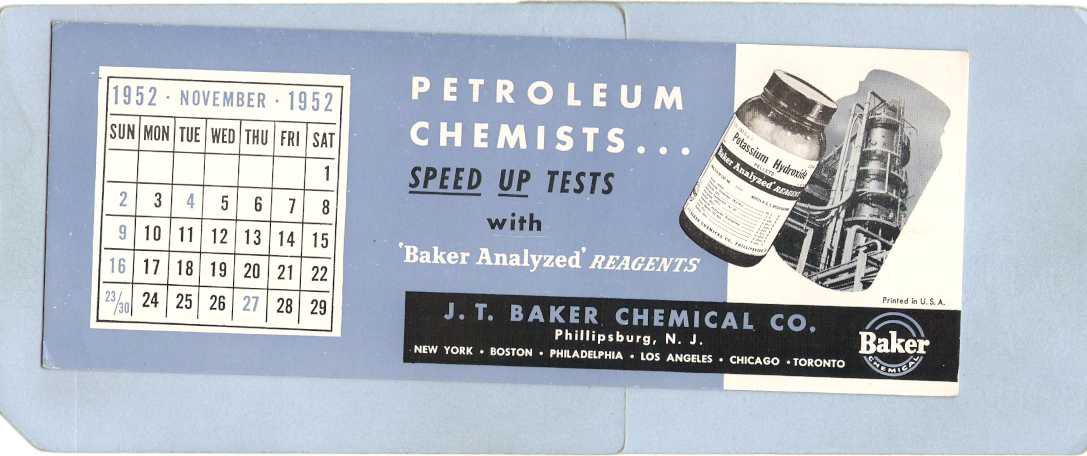 1952 · NOVEMBER · 1952
SUN MON TUE WED THU FRI SAT
1
2 3 4 5 6 7 8
9 10 11 12 13 14 15
16 17 18 19 20 21 22
23/30 24 25 26 27 28 29
PETROLEUM
CHEMISTS...
SPEED UP TESTS
with
'Baker Analyzed' REAGENTS
Potassium Hydroxide
PELLETS
'Baker Analyzed' REAGENT
Printed in U. S. A.
J. T. BAKER CHEMICAL CO.
Phillipsburg, N. J.
NEW YORK · BOSTON · PHILADELPHIA · LOS ANGELES · CHICAGO · TORONTO
Baker
CHEMICAL